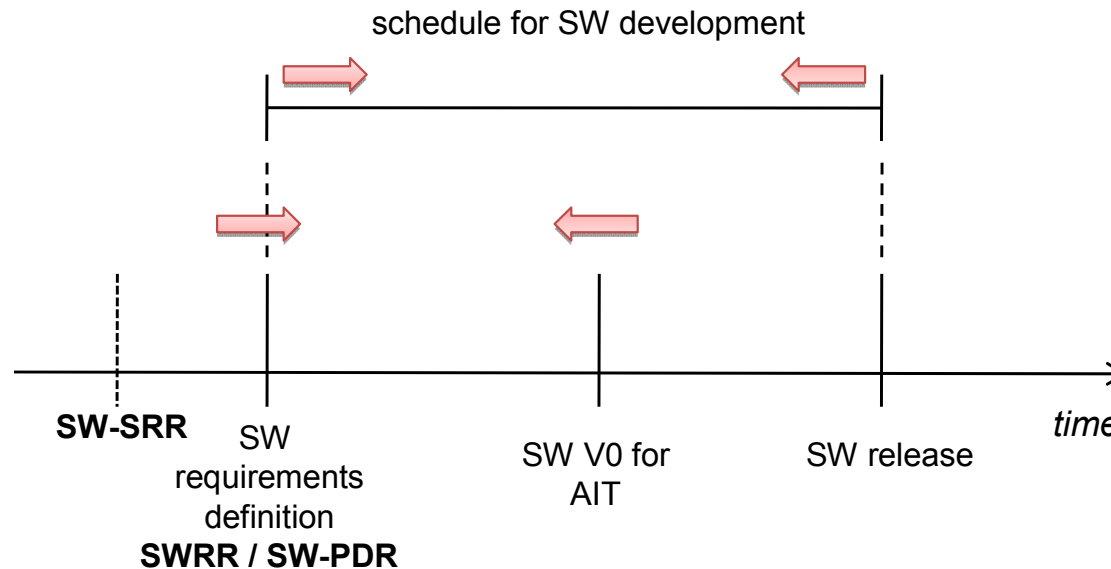 schedule for SW development
SW-SRR
SW
requirements
definition
SWRR / SW-PDR
SW V0 for
AIT
SW release
time